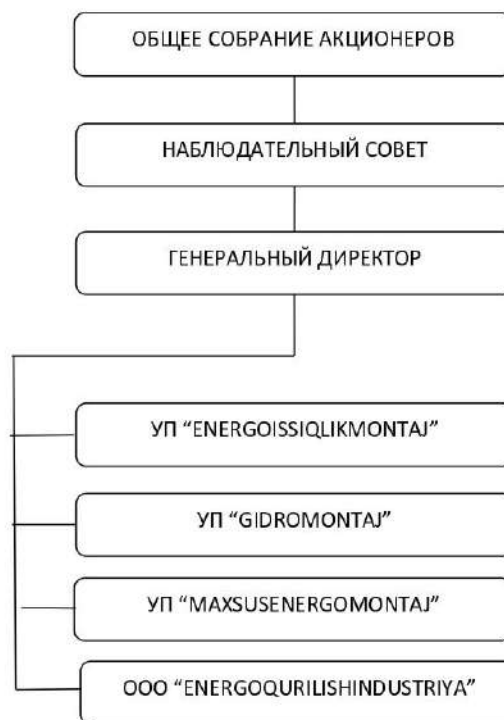 ОБЩЕЕ СОБРАНИЕ АКЦИОНЕРОВ
НАБЛЮДАТЕЛЬНЫЙ СОВЕТ
ГЕНЕРАЛЬНЫЙ ДИРЕКТОР
УП “ENERGOISSIQLIKMONTAJ”
УП “GIDROMONTAJ”
УП “MAXSUSENERGOMONTAJ”
ООО “ENERGOQURILISHINDUSTRIYA”